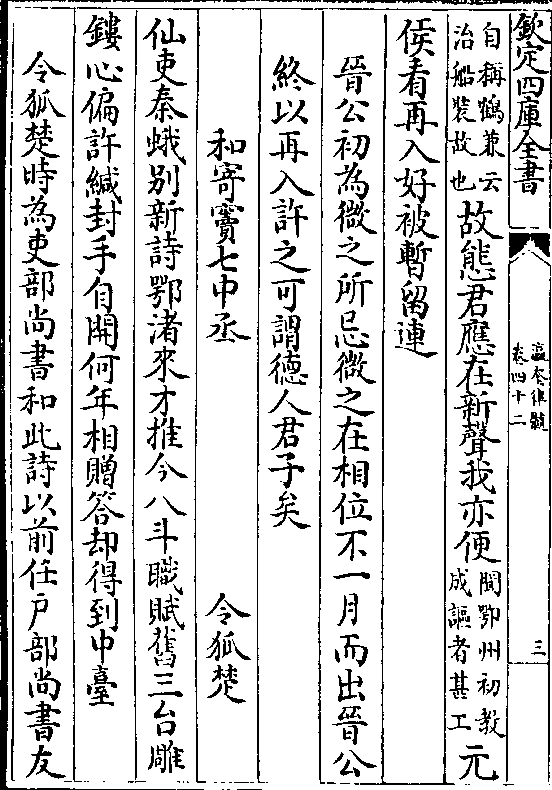 欽定四庫全書
瀛奎律髓
卷四十二
三
自稱鶴兼云
治船裝故也
故態君應在新聲我亦便
聞鄂州初教
成謳者甚工
元
侯看再入好被暫留連
晉公初為微之所忌微之在相位不一月而出晉公
終以再入許之可謂德人君子矣
和寄竇七中丞
令狐楚
仙吏秦蛾别新詩鄂渚來才推今八斗職賦舊三台雕
鏤心偏許緘封手自開何年相贈答却得到中臺
令狐楚時為吏部尚書和此詩以前任户部尚書友